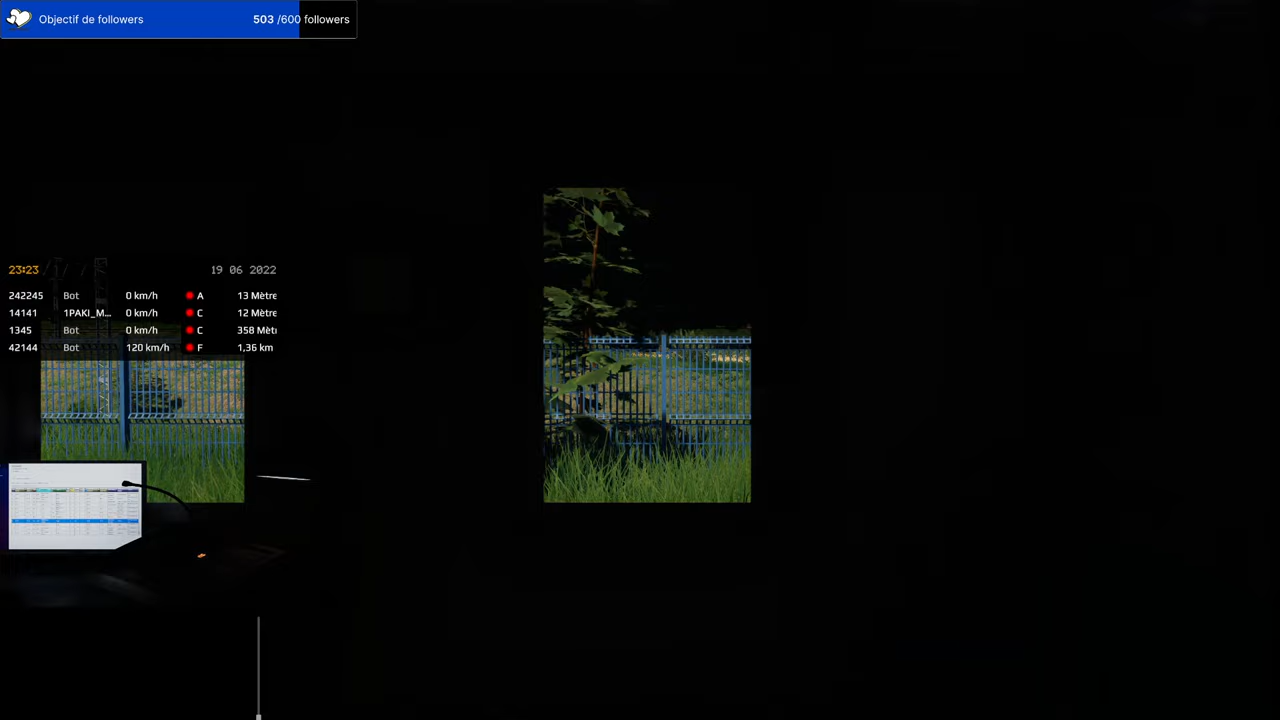 Objectif de followers 503 /600 followers
23:23 19 06 2022
242245 Bot 0 km/h A 13 Mètre
14141 1PAKI_M... 0 km/h C 12 Mètre
1345 Bot 0 km/h C 358 Mètr
42144 Bot 120 km/h F 1,36 km